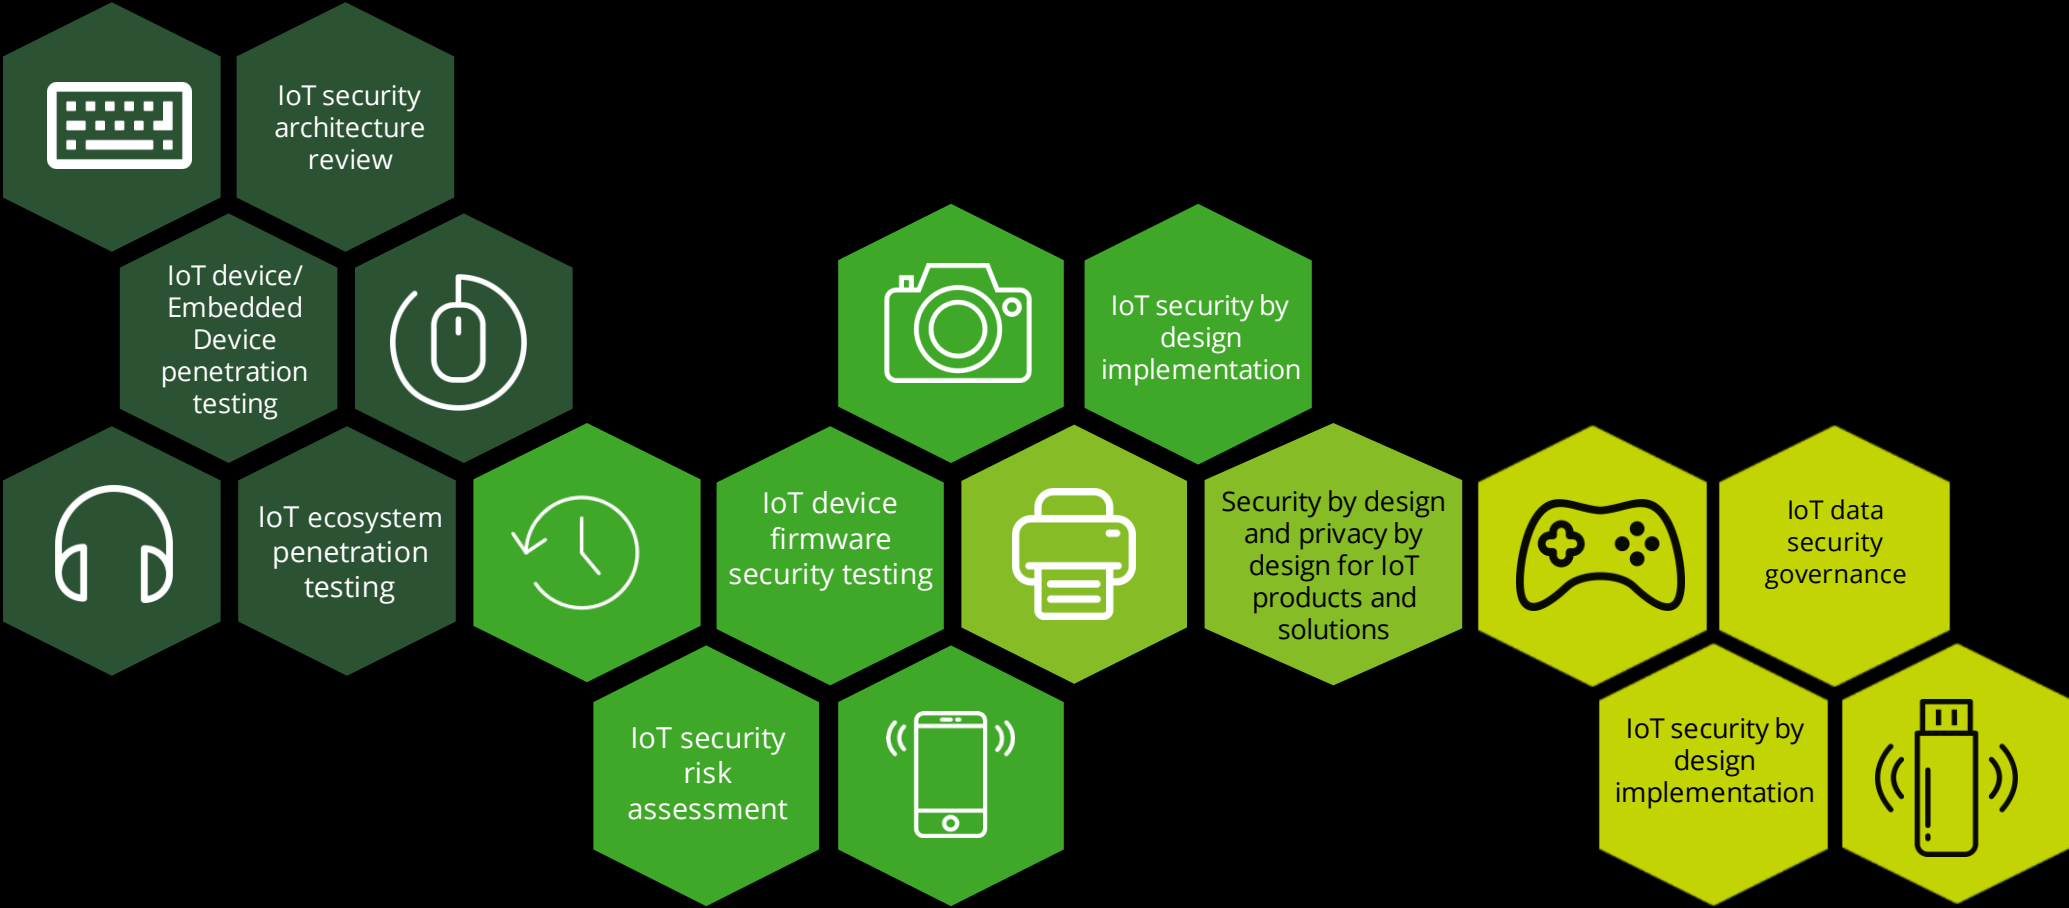 IoT security
architecture
review
IoT device/
Embedded
Device
penetration
testing
IoT ecosystem
penetration
testing
IoT security
risk
assessment
IoT device
firmware
security testing
IoT security by
design
implementation
Security by design
and privacy by
design for IoT
products and
solutions
IoT data
security
governance
IoT security by
design
implementation